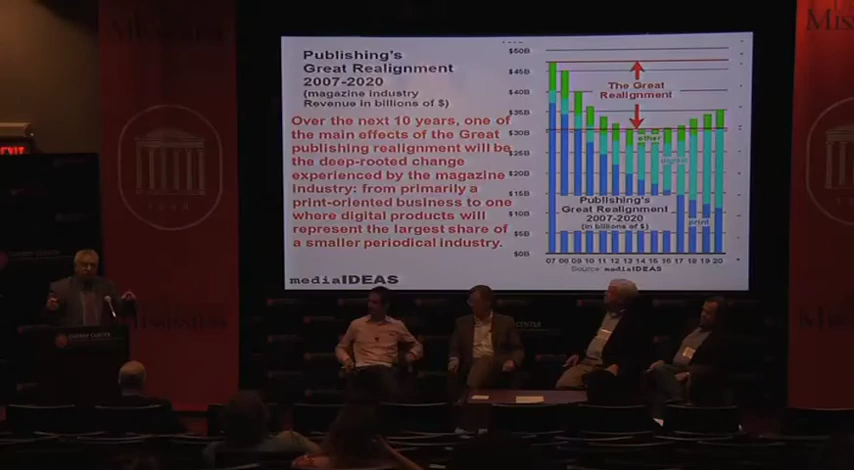 Publishing's
Great Realignment
2007-2020
(magazine industry
Revenue in billions of $)
Over the next 10 years, one of
the main effects of the Great
publishing realignment will be
the deep-rooted change
experienced by the magazine
industry: from primarily a
print-oriented business to one
where digital products will
represent the largest share of
a smaller periodical industry.
mediaIDEAS
$50B
$45B
$40B
$35B
$30B
$25B
$20B
$15B
$10B
$5B
$0B
The Great
Realignment
other
digital
print
Publishing's
Great Realignment
2007-2020
(in billions of $)
07 08 09 10 11 12 13 14 15 16 17 18 19 20
Source: mediaIDEAS
EXIT
CENTER